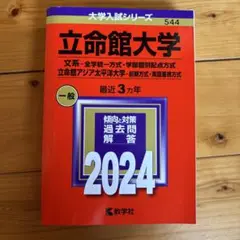 大学入試シリーズ
544
立命館大学
文系-全学統一方式・学部個別配点方式
立命館アジア太平洋大学-前期方式・英語重視方式
一般
最近3カ年
傾向と対策
過去問
解答
2024
教学社